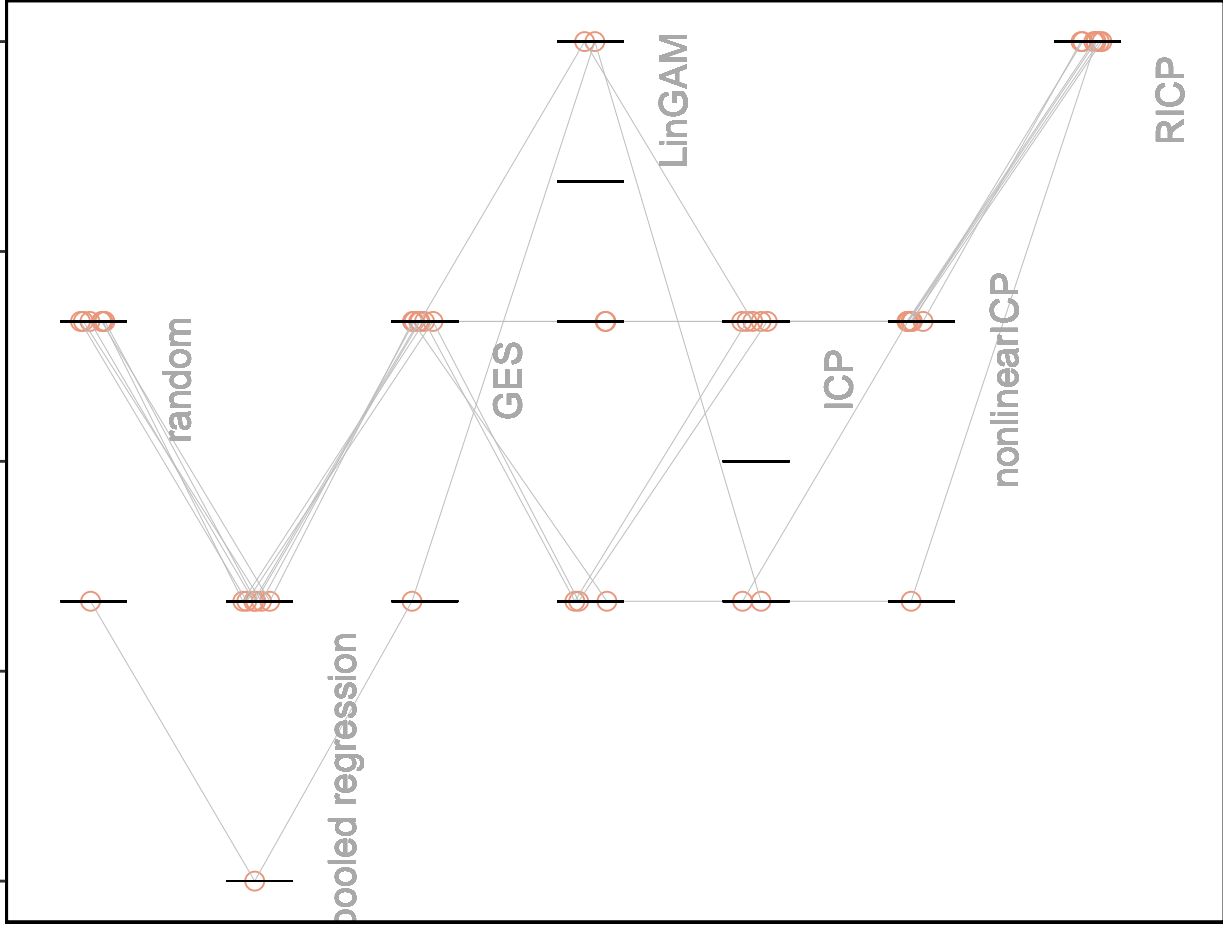 random
pooled regression
GES
LinGAM
ICP
nonlinearICP
RICP